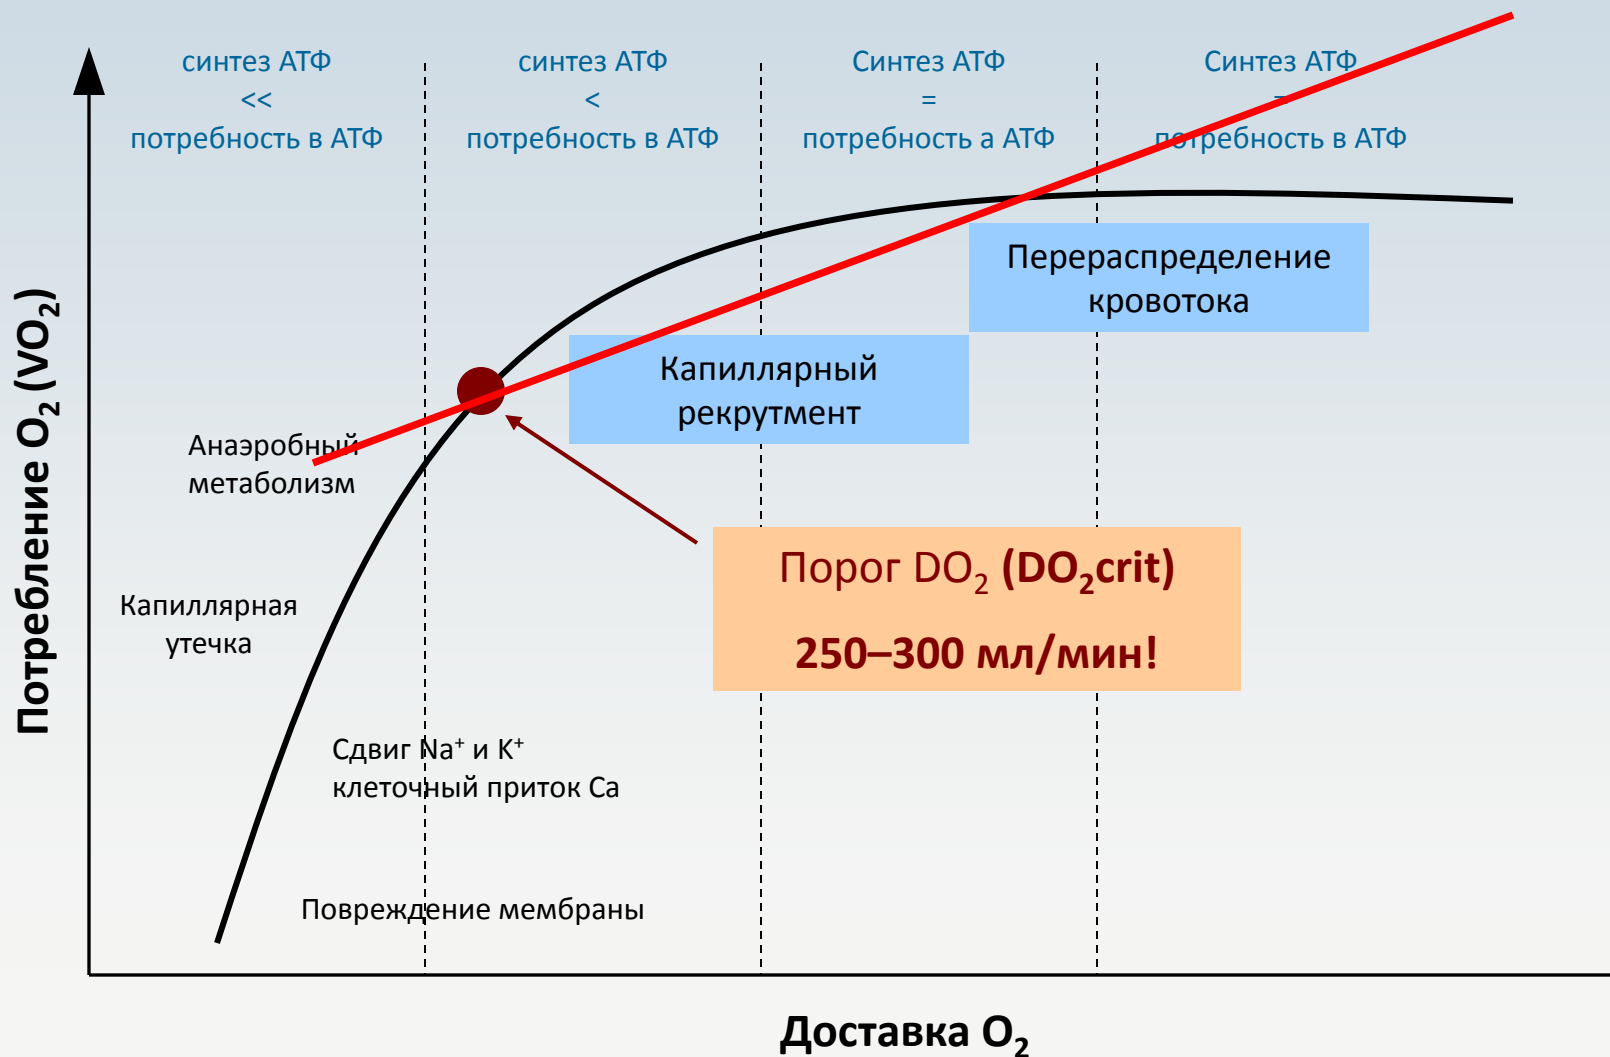 синтез АТФ
<<
потребность в АТФ
синтез АТФ
<
потребность в АТФ
Синтез АТФ
=
потребность а АТФ
Синтез АТФ
=
потребность в АТФ
Потребление O₂ (VO₂)
Перераспределение
кровотока
Капиллярный
рекрутмент
Анаэробный
метаболизм
Порог DO₂ (DO₂crit)
250–300 мл/мин!
Капиллярная
утечка
Сдвиг Na⁺ и K⁺
клеточный приток Ca
Повреждение мембраны
Доставка O₂